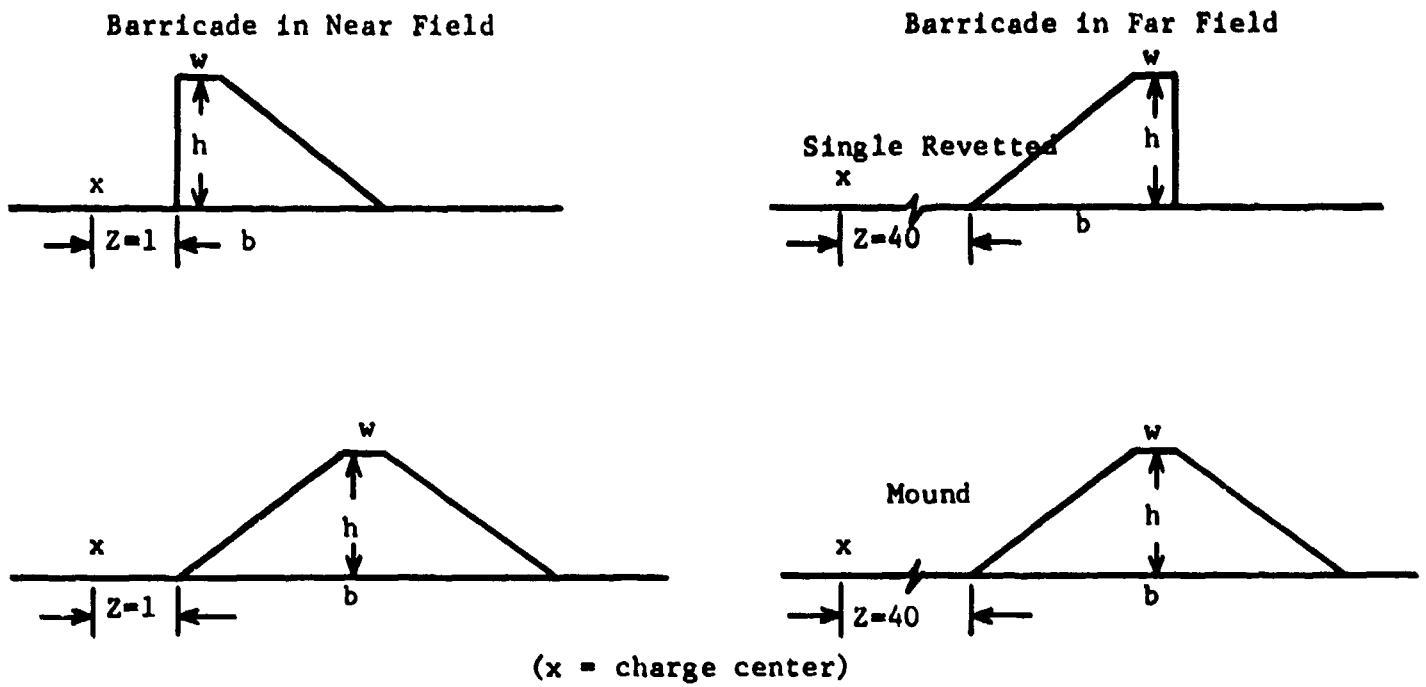 Barricade in Near Field
w
h
x
Z=1
b
Barricade in Far Field
w
h
Single Revetted
x
Z=40
b
w
h
x
Z=1
b
w
Mound
h
x
Z=40
b
(x = charge center)